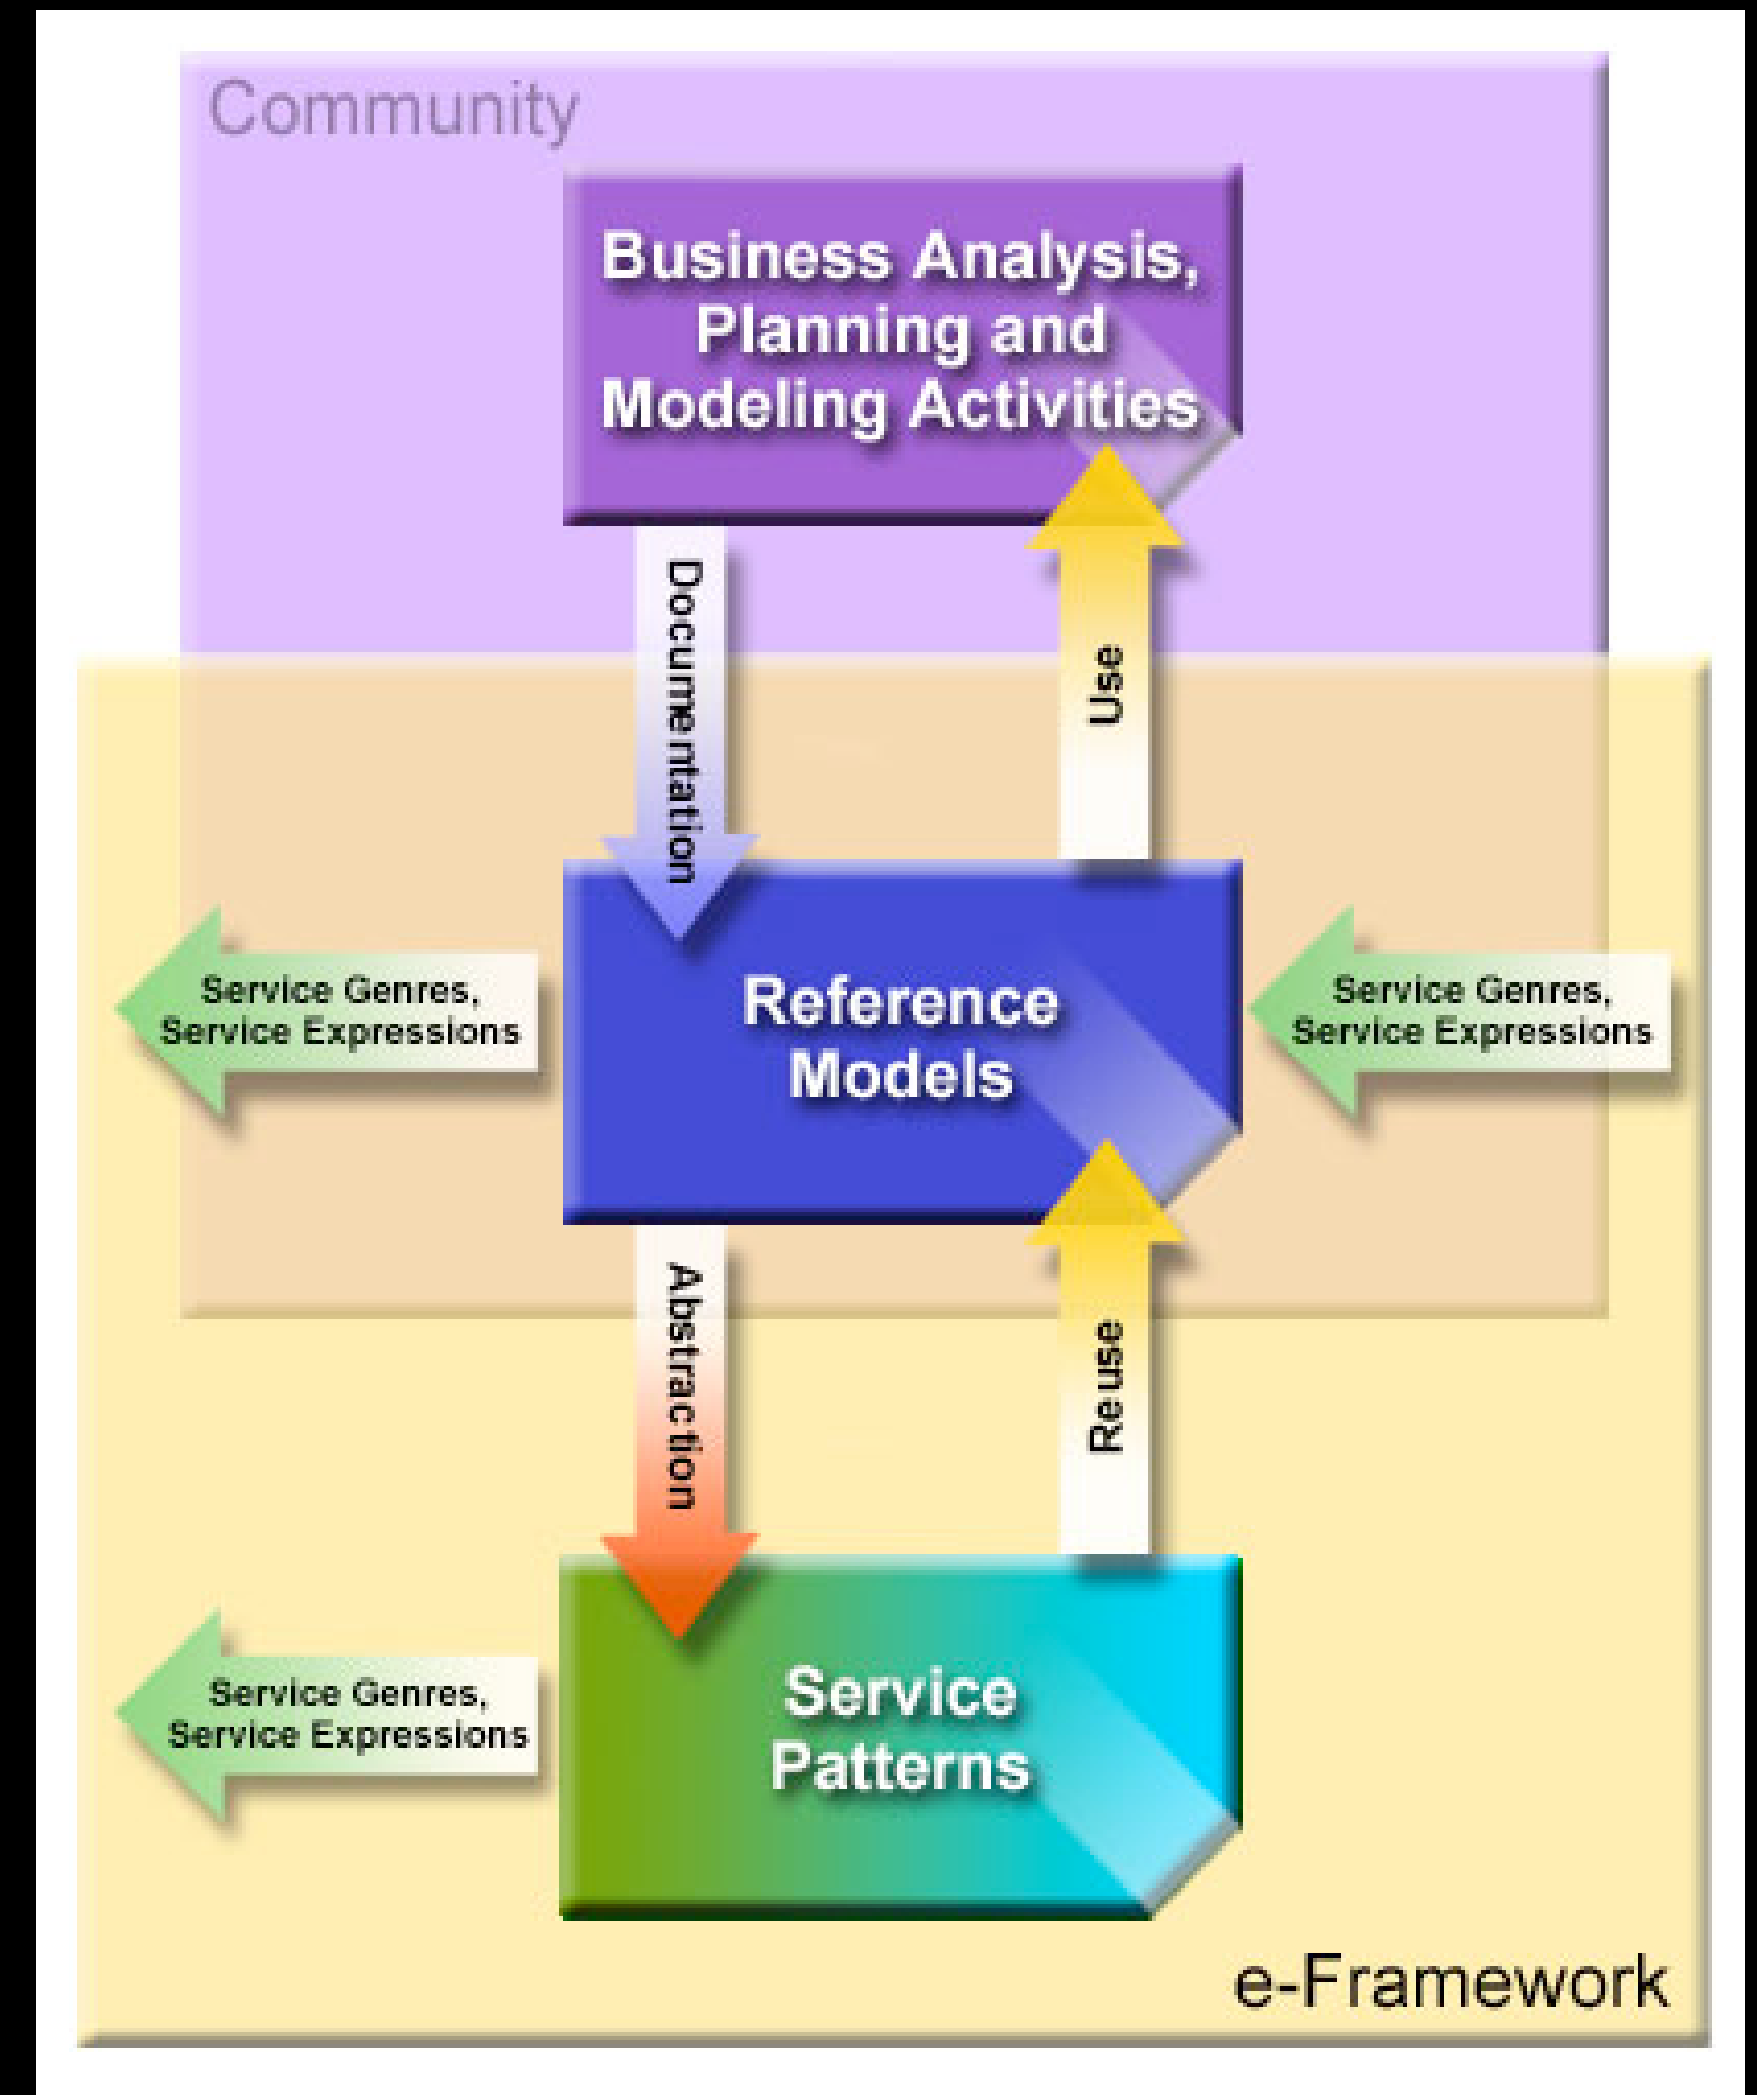 Community
Business Analysis,
Planning and
Modeling Activities
Documentation
Use
Service Genres,
Service Expressions
Reference
Models
Service Genres,
Service Expressions
Abstraction
Reuse
Service Genres,
Service Expressions
Service
Patterns
e-Framework